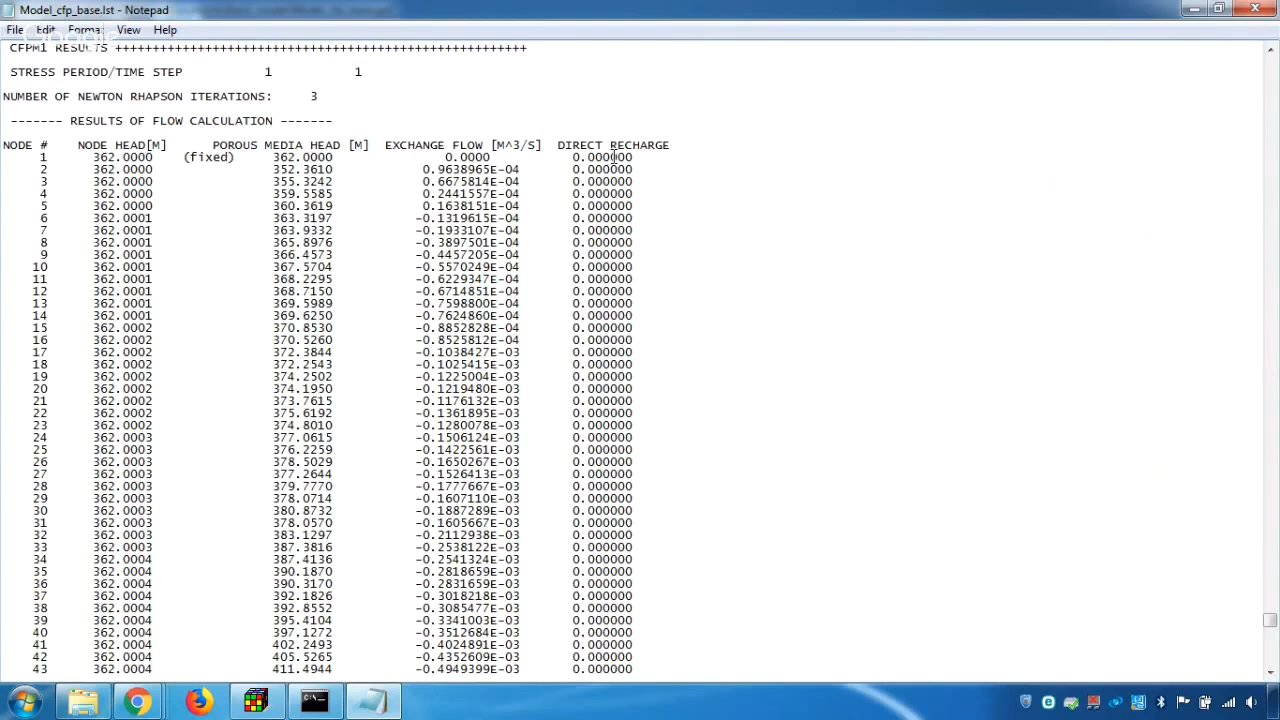 Model_cfp_base.lst - Notepad
File Edit Format View Help
CFPM1 RESULTS +++++++++++++++++++++++++++++++++++++++++++++++++++++++
STRESS PERIOD/TIME STEP 1 1
NUMBER OF NEWTON RHAPSON ITERATIONS: 3
------- RESULTS OF FLOW CALCULATION -------
NODE # NODE HEAD[M] POROUS MEDIA HEAD [M] EXCHANGE FLOW [M^3/S] DIRECT RECHARGE
1 362.0000 (fixed) 362.0000 0.0000 0.000000
2 362.0000 352.3610 0.9638965E-04 0.000000
3 362.0000 355.3242 0.6675814E-04 0.000000
4 362.0000 359.5585 0.2441557E-04 0.000000
5 362.0000 360.3619 0.1638151E-04 0.000000
6 362.0001 363.3197 -0.1319615E-04 0.000000
7 362.0001 363.9332 -0.1933107E-04 0.000000
8 362.0001 365.8976 -0.3897501E-04 0.000000
9 362.0001 366.4573 -0.4457205E-04 0.000000
10 362.0001 367.5704 -0.5570249E-04 0.000000
11 362.0001 368.2295 -0.6229347E-04 0.000000
12 362.0001 368.7150 -0.6714851E-04 0.000000
13 362.0001 369.5989 -0.7598800E-04 0.000000
14 362.0001 369.6250 -0.7624860E-04 0.000000
15 362.0002 370.8530 -0.8852828E-04 0.000000
16 362.0002 370.5260 -0.8525812E-04 0.000000
17 362.0002 372.3844 -0.1038427E-03 0.000000
18 362.0002 372.2543 -0.1025415E-03 0.000000
19 362.0002 374.2502 -0.1225004E-03 0.000000
20 362.0002 374.1950 -0.1219480E-03 0.000000
21 362.0002 373.7615 -0.1176132E-03 0.000000
22 362.0002 375.6192 -0.1361895E-03 0.000000
23 362.0002 374.8010 -0.1280078E-03 0.000000
24 362.0003 377.0615 -0.1506124E-03 0.000000
25 362.0003 376.2259 -0.1422561E-03 0.000000
26 362.0003 378.5029 -0.1650267E-03 0.000000
27 362.0003 377.2644 -0.1526413E-03 0.000000
28 362.0003 379.7770 -0.1777667E-03 0.000000
29 362.0003 378.0714 -0.1607110E-03 0.000000
30 362.0003 380.8732 -0.1887289E-03 0.000000
31 362.0003 378.0570 -0.1605667E-03 0.000000
32 362.0003 383.1297 -0.2112938E-03 0.000000
33 362.0003 387.3816 -0.2538122E-03 0.000000
34 362.0004 387.4136 -0.2541324E-03 0.000000
35 362.0004 390.1870 -0.2818659E-03 0.000000
36 362.0004 390.3170 -0.2831659E-03 0.000000
37 362.0004 392.1826 -0.3018218E-03 0.000000
38 362.0004 392.8552 -0.3085477E-03 0.000000
39 362.0004 395.4104 -0.3341003E-03 0.000000
40 362.0004 397.1272 -0.3512684E-03 0.000000
41 362.0004 402.2493 -0.4024891E-03 0.000000
42 362.0004 405.5265 -0.4352609E-03 0.000000
43 362.0004 411.4944 -0.4949399E-03 0.000000